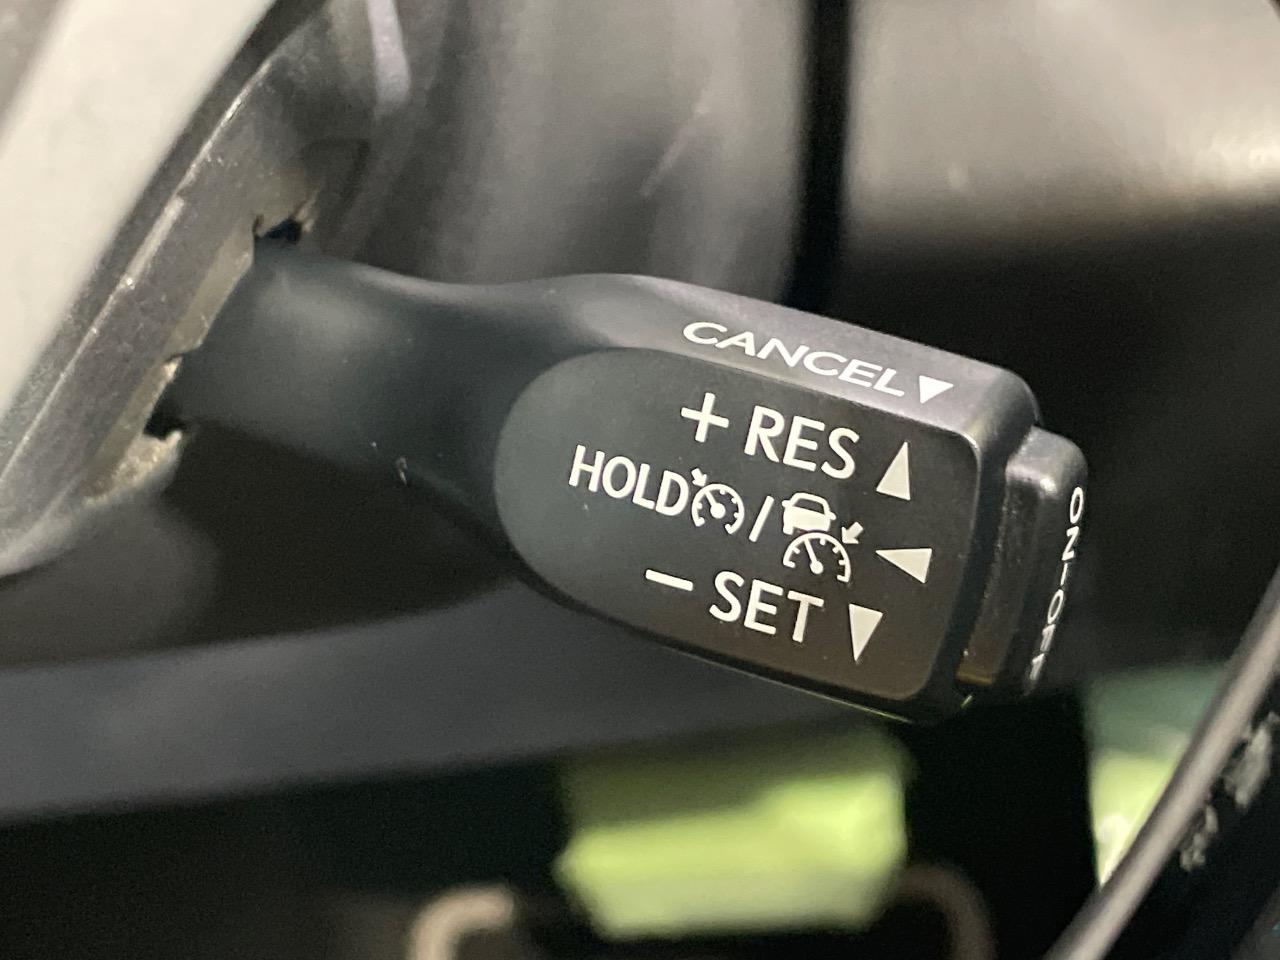 CANCEL▼
+ RES ▲
HOLD / ◀
− SET ▼
ON-OFF